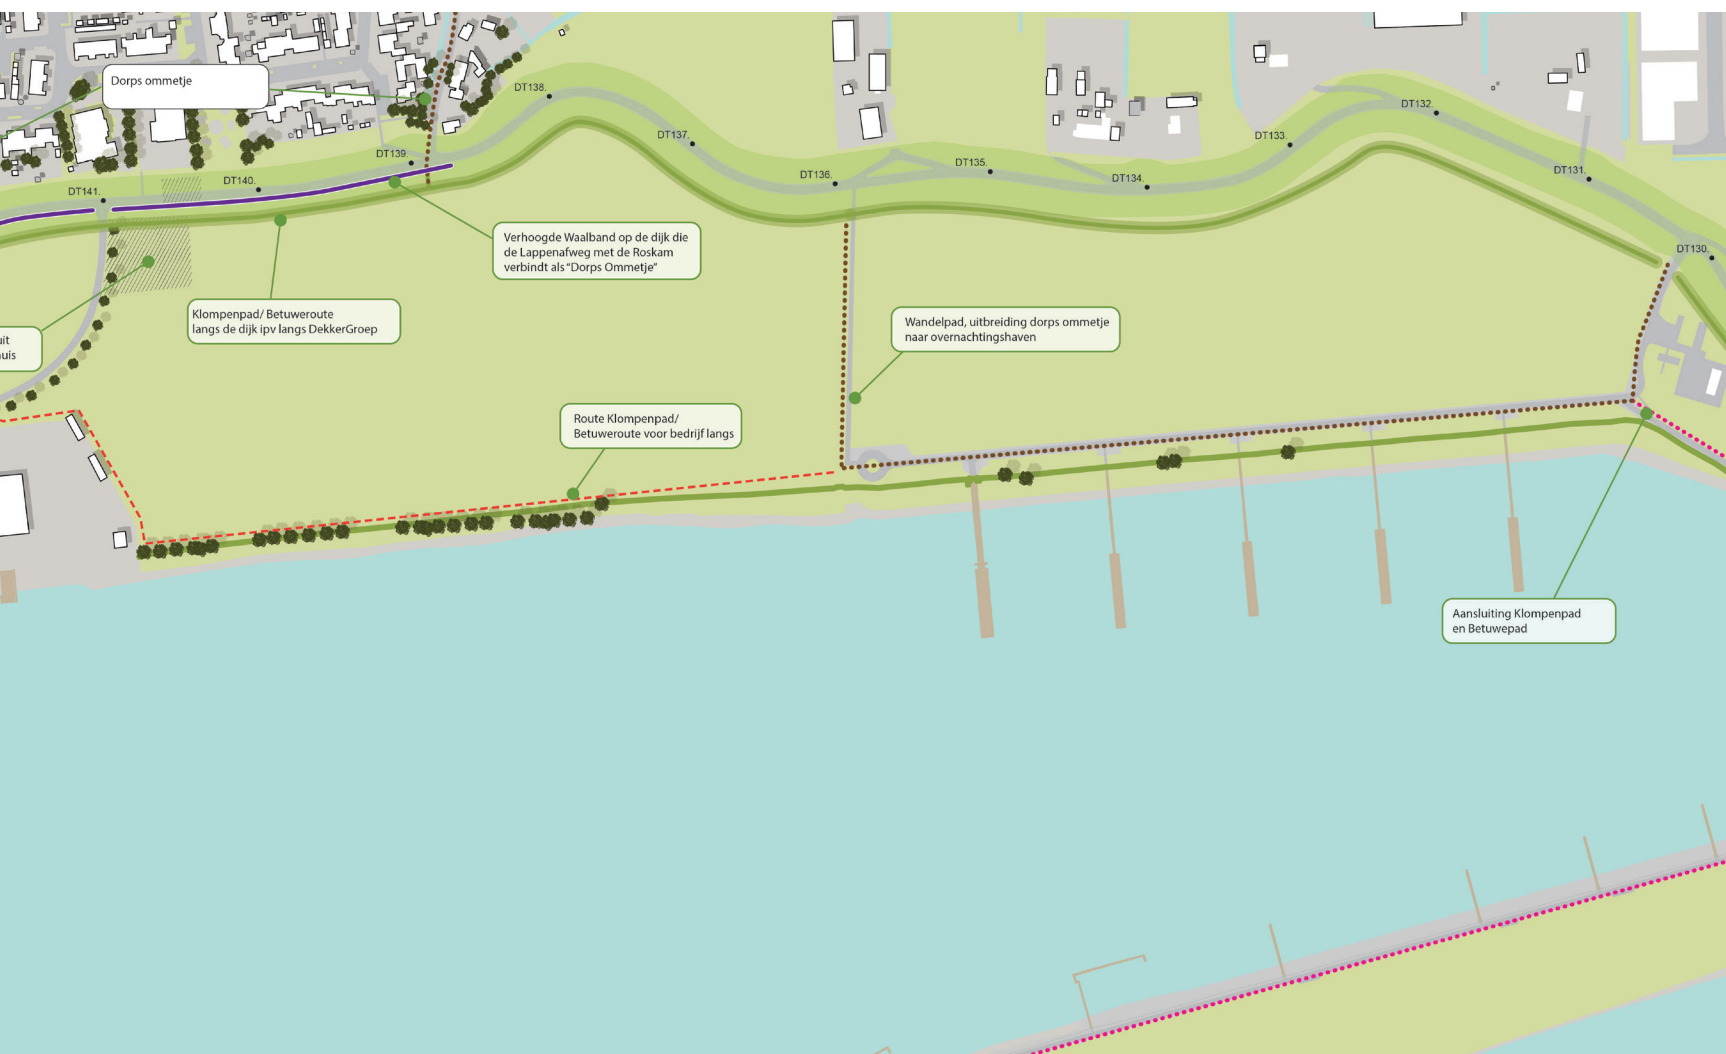 Dorps ommetje
DT138.
DT137.
DT139.
DT136.
DT135.
DT134.
DT133.
DT132.
DT131.
DT130.
DT141.
DT140.
Verhoogde Waalband op de dijk die
de Lappenafweg met de Roskam
verbindt als “Dorps Ommetje”
Klompenpad/ Betuweroute
langs de dijk ipv langs DekkerGroep
uit
uis
Wandelpad, uitbreiding dorps ommetje
naar overnachtingshaven
Route Klompenpad/
Betuweroute voor bedrijf langs
Aansluiting Klompenpad
en Betuwepad